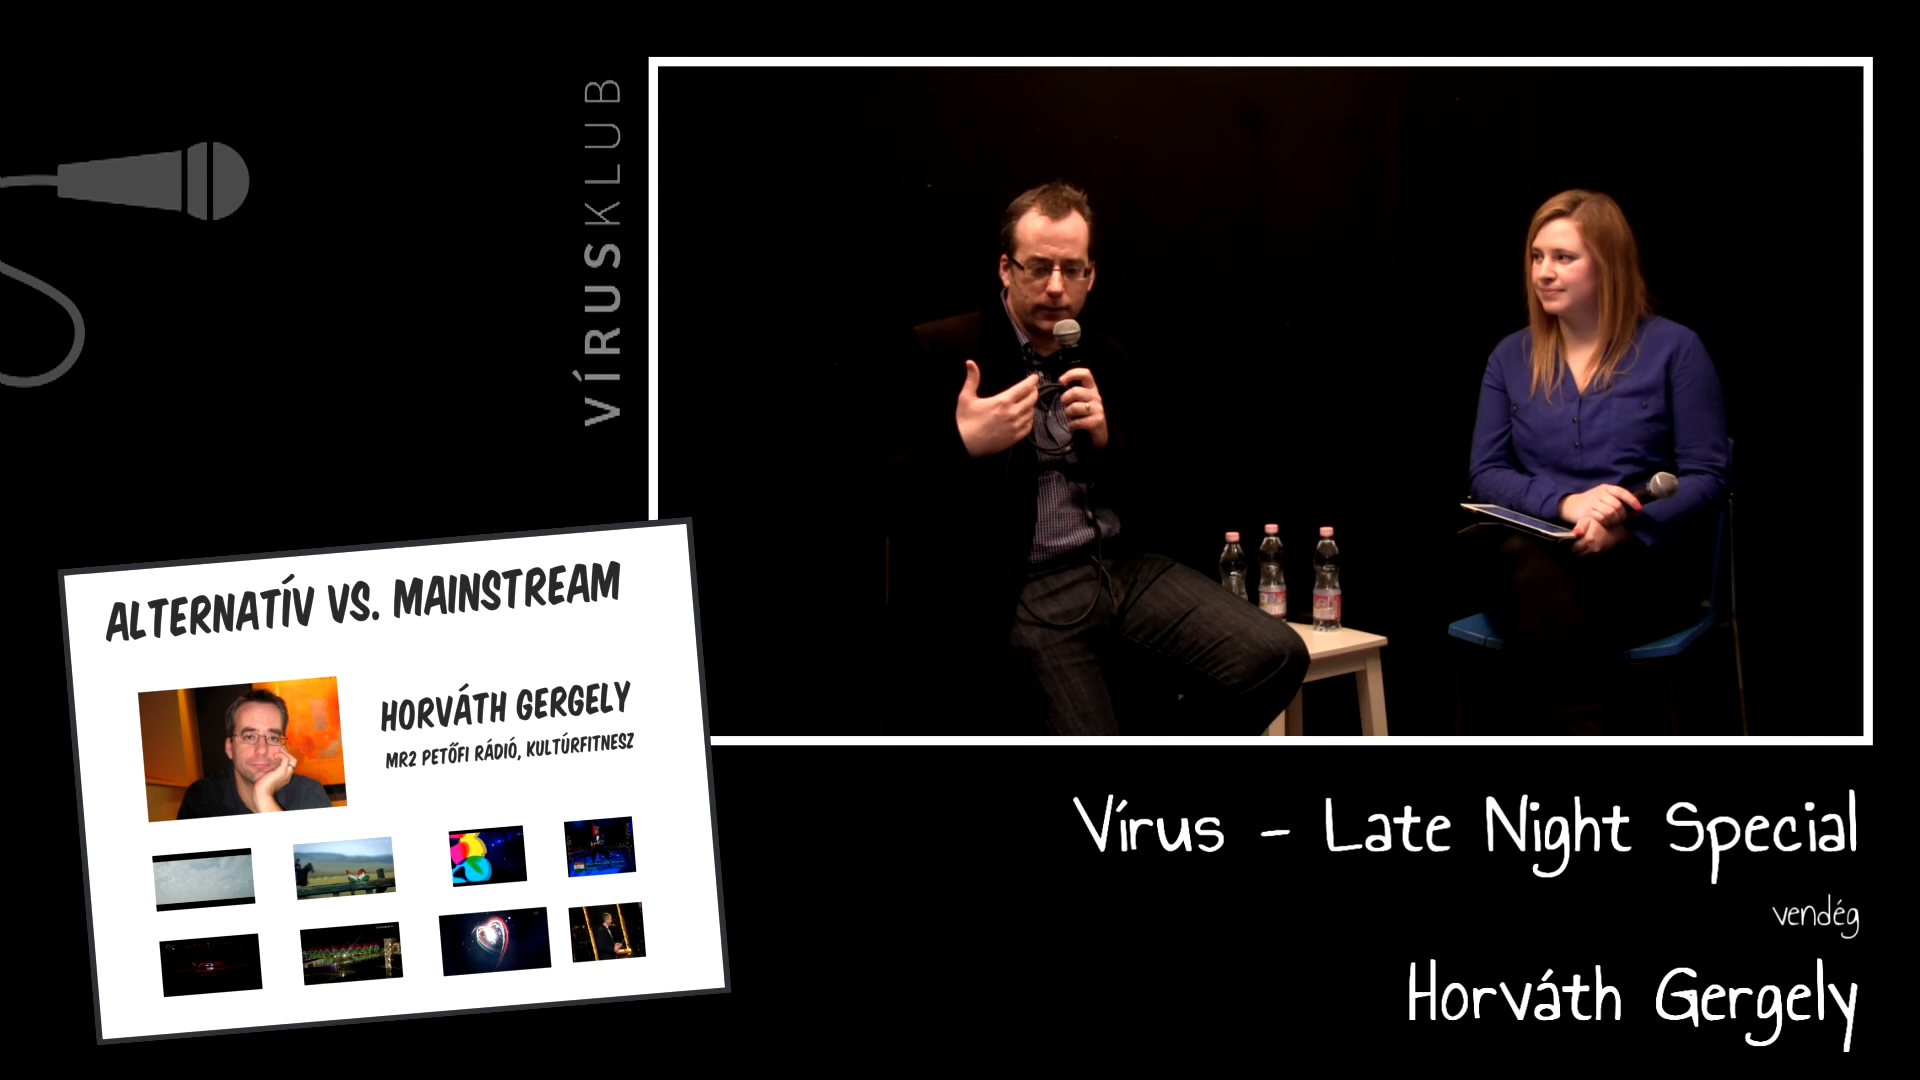 VÍRUSKLUB
ALTERNATÍV VS. MAINSTREAM
HORVÁTH GERGELY
MR2 PETŐFI RÁDIÓ, KULTÚRFITNESZ
Vírus - Late Night Special
vendég
Horváth Gergely